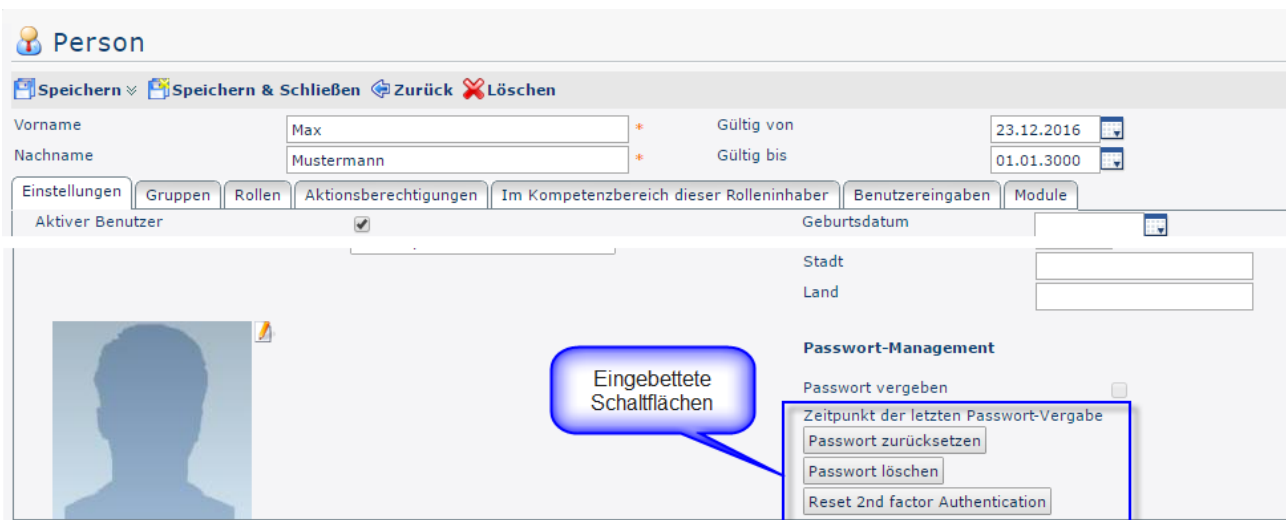 Person
Speichern Speichern & Schließen Zurück Löschen
Vorname Max * Gültig von 23.12.2016
Nachname Mustermann * Gültig bis 01.01.3000
Einstellungen Gruppen Rollen Aktionsberechtigungen Im Kompetenzbereich dieser Rolleninhaber Benutzereingaben Module
Aktiver Benutzer Geburtsdatum
Stadt
Land
Passwort-Management
Eingebettete
Schaltflächen
Passwort vergeben
Zeitpunkt der letzten Passwort-Vergabe
Passwort zurücksetzen
Passwort löschen
Reset 2nd factor Authentication